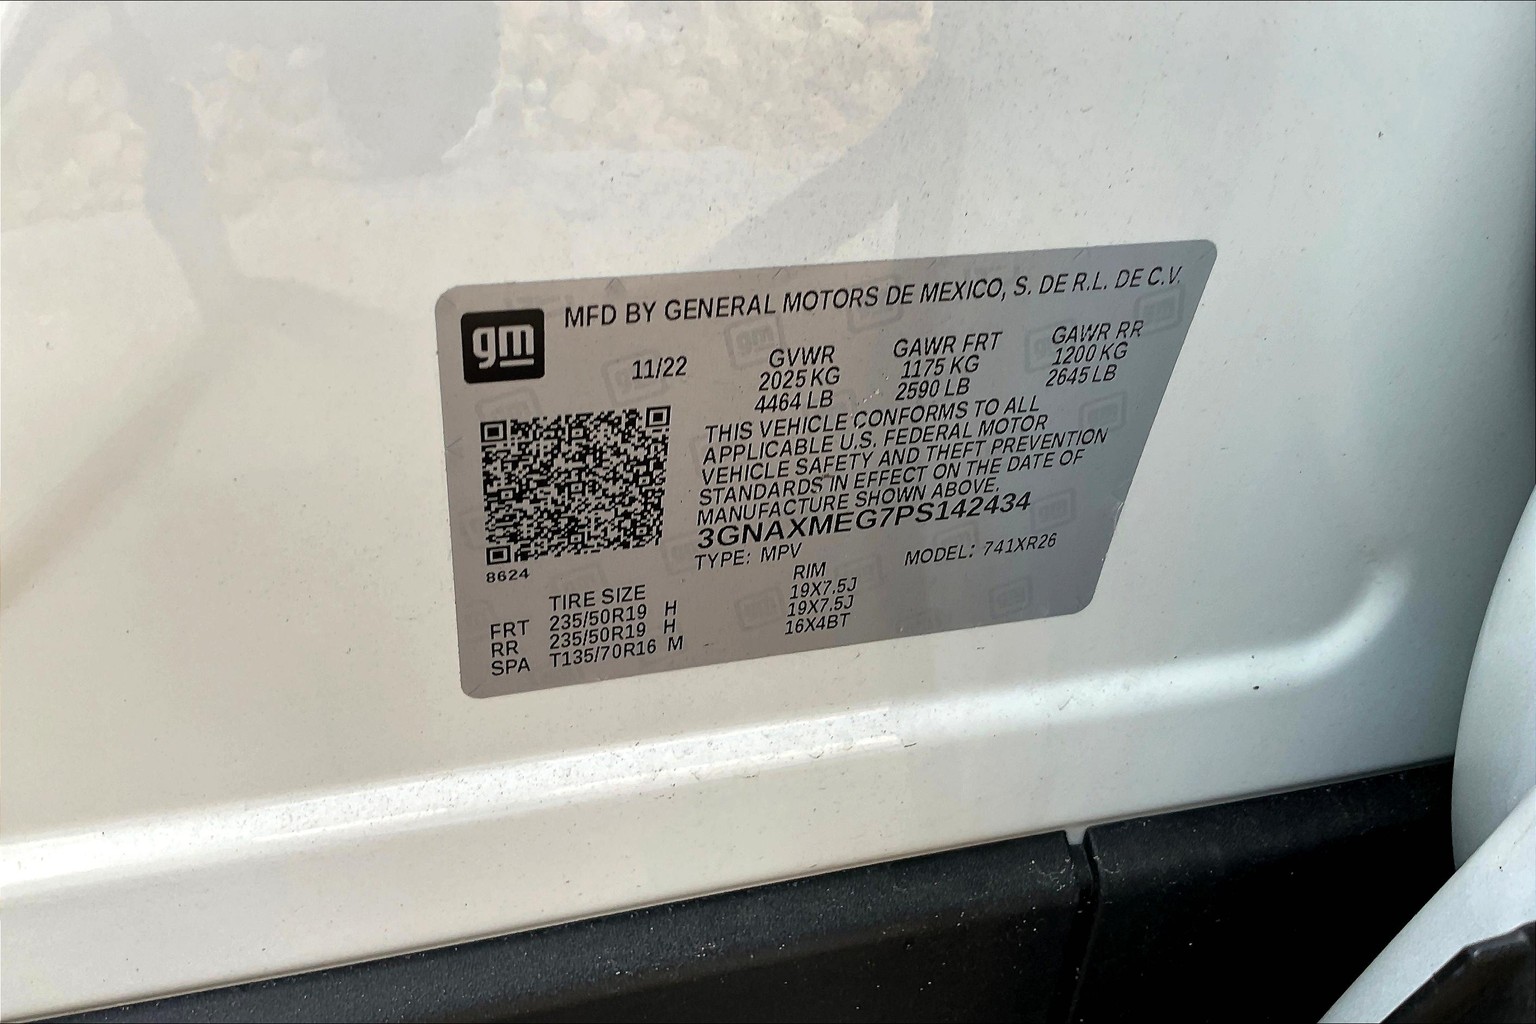 gm
MFD BY GENERAL MOTORS DE MEXICO, S. DE R.L. DE C.V.
11/22
GVWR GAWR FRT GAWR RR
2025 KG 1175 KG 1200 KG
4464 LB 2590 LB 2645 LB
THIS VEHICLE CONFORMS TO ALL
APPLICABLE U.S. FEDERAL MOTOR
VEHICLE SAFETY AND THEFT PREVENTION
STANDARDS IN EFFECT ON THE DATE OF
MANUFACTURE SHOWN ABOVE.
3GNAXMEG7PS142434
TYPE: MPV MODEL: 741XR26
8624
TIRE SIZE RIM
FRT 235/50R19 H 19X7.5J
RR 235/50R19 H 19X7.5J
SPA T135/70R16 M 16X4BT